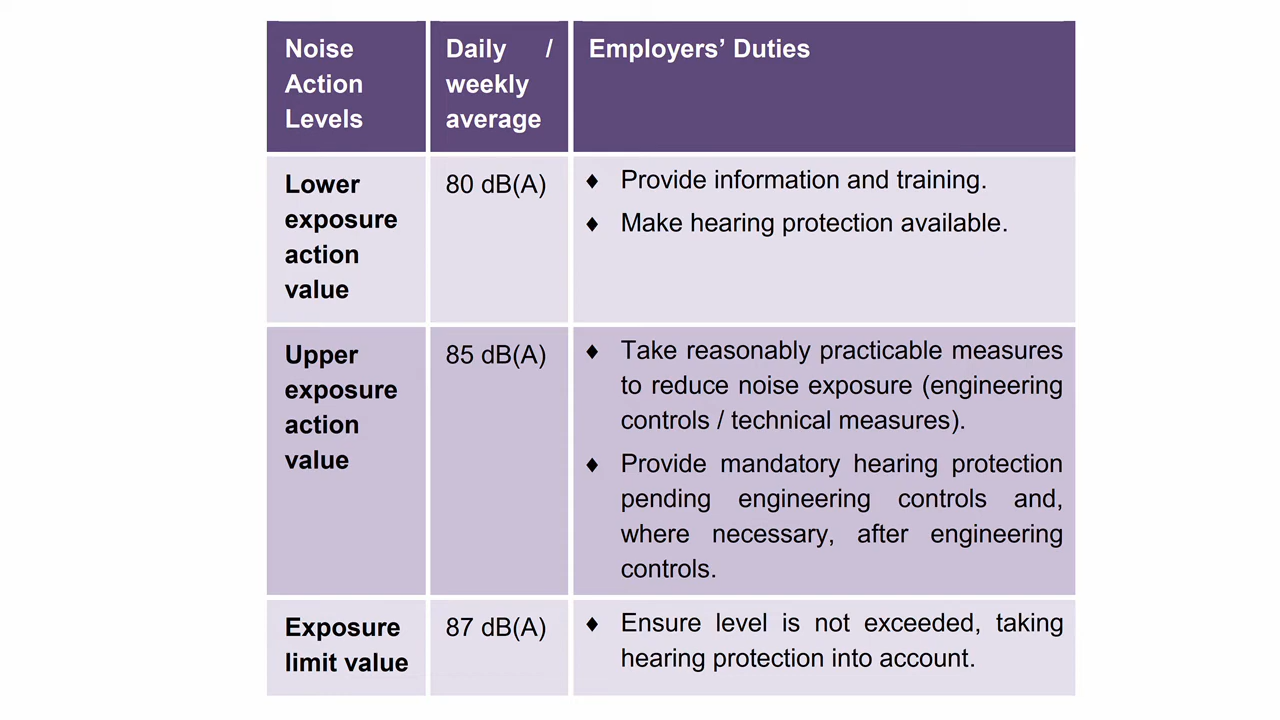 Noise
Action
Levels
Daily /
weekly
average
Employers’ Duties
Lower
exposure
action
value
80 dB(A)
♦ Provide information and training.
♦ Make hearing protection available.
Upper
exposure
action
value
85 dB(A)
♦ Take reasonably practicable measures
to reduce noise exposure (engineering
controls / technical measures).
♦ Provide mandatory hearing protection
pending engineering controls and,
where necessary, after engineering
controls.
Exposure
limit value
87 dB(A)
♦ Ensure level is not exceeded, taking
hearing protection into account.